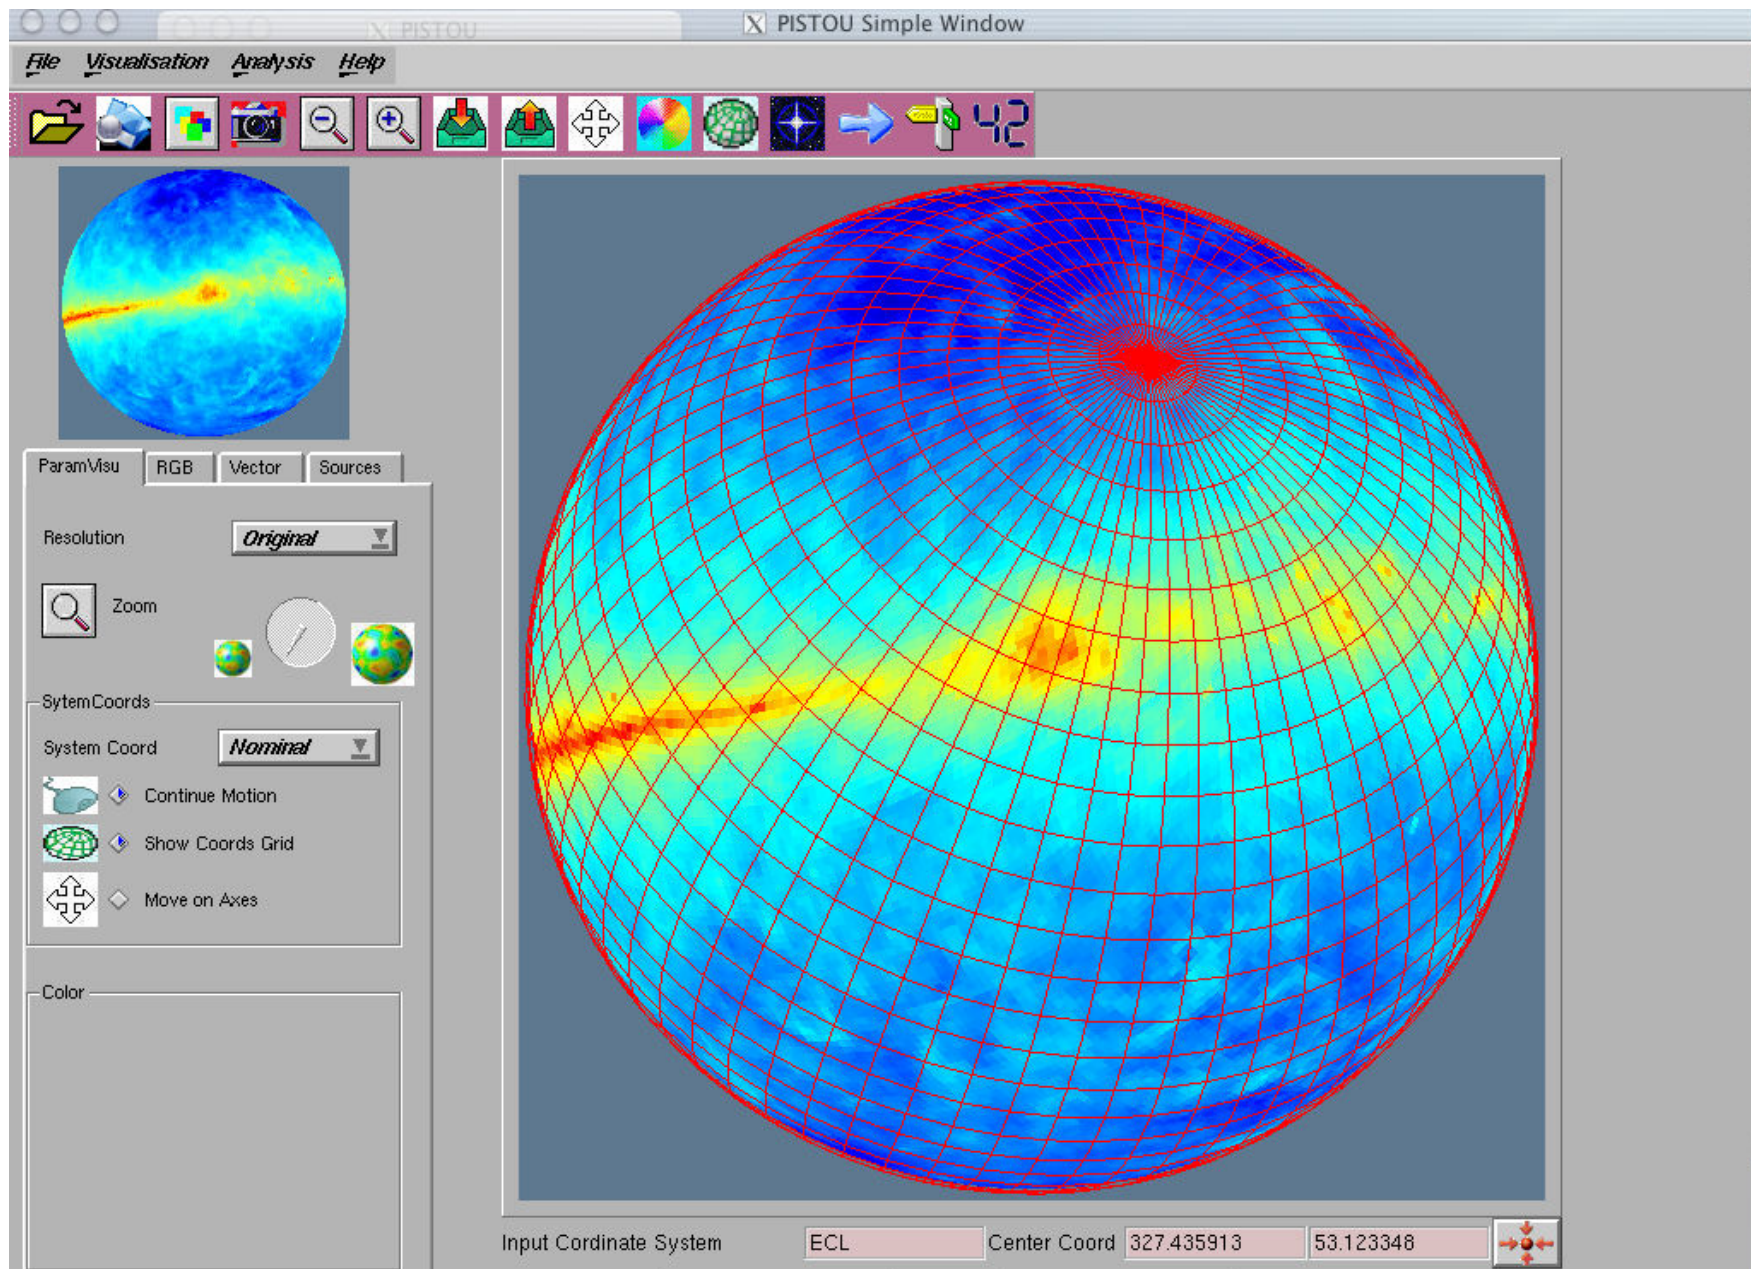 PISTOU
PISTOU Simple Window
File Visualisation Analysis Help
42
ParamVisu RGB Vector Sources
Resolution Original
Zoom
SytemCoords
System Coord Nominal
Continue Motion
Show Coords Grid
Move on Axes
Color
Input Cordinate System ECL Center Coord 327.435913 53.123348